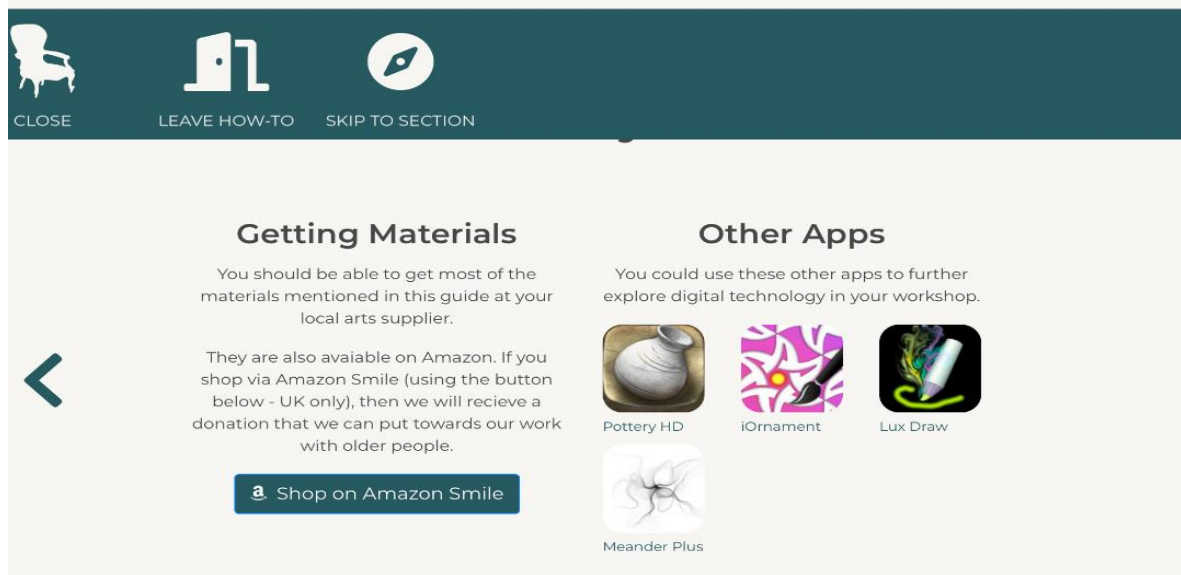 CLOSE
LEAVE HOW-TO
SKIP TO SECTION
Getting Materials
You should be able to get most of the
materials mentioned in this guide at your
local arts supplier.
They are also avaiable on Amazon. If you
shop via Amazon Smile (using the button
below - UK only), then we will recieve a
donation that we can put towards our work
with older people.
Shop on Amazon Smile
Other Apps
You could use these other apps to further
explore digital technology in your workshop.
Pottery HD
iOrnament
Lux Draw
Meander Plus